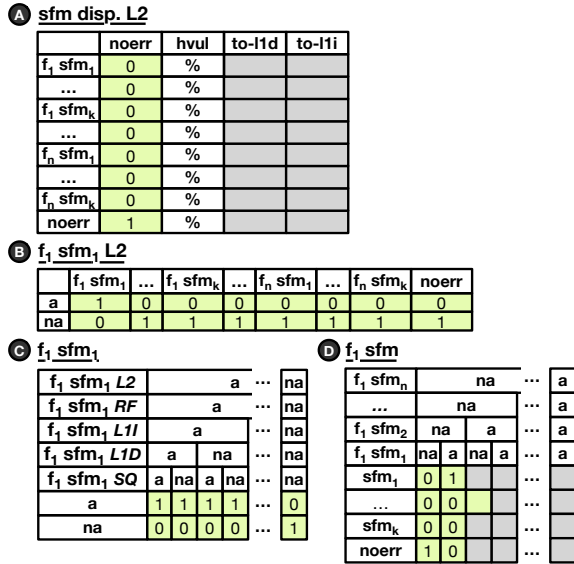 A sfm disp. L2
noerr hvul to-l1d to-l1i
f1 sfm1 0 %
... 0 %
f1 sfmk 0 %
... 0 %
fn sfm1 0 %
... 0 %
fn sfmk 0 %
noerr 1 %
B f1 sfm1 L2
f1 sfm1 ... f1 sfmk ... fn sfm1 ... fn sfmk noerr
a 1 0 0 0 0 0 0 0
na 0 1 1 1 1 1 1 1
C f1 sfm1
f1 sfm1 L2 a ... na
f1 sfm1 RF a ... na
f1 sfm1 L1I a ... na
f1 sfm1 L1D a na ... na
f1 sfm1 SQ a na a na ... na
a 1 1 1 1 ... 0
na 0 0 0 0 ... 1
D f1 sfm
f1 sfmn na ... a
... na ... a
f1 sfm2 na a ... a
f1 sfm1 na a na a ... a
sfm1 0 1 ...
... 0 0 ...
sfmk 0 0 ...
noerr 1 0 ...